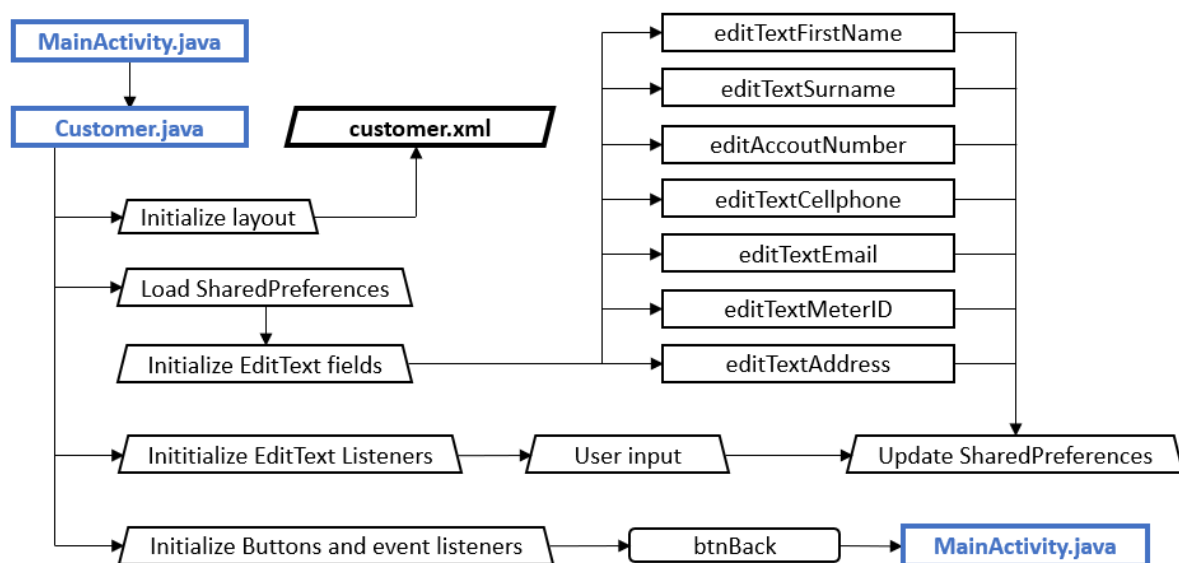 MainActivity.java
Customer.java
customer.xml
Initialize layout
Load SharedPreferences
Initialize EditText fields
editTextFirstName
editTextSurname
editAccoutNumber
editTextCellphone
editTextEmail
editTextMeterID
editTextAddress
Inititialize EditText Listeners
User input
Update SharedPreferences
Initialize Buttons and event listeners
btnBack
MainActivity.java